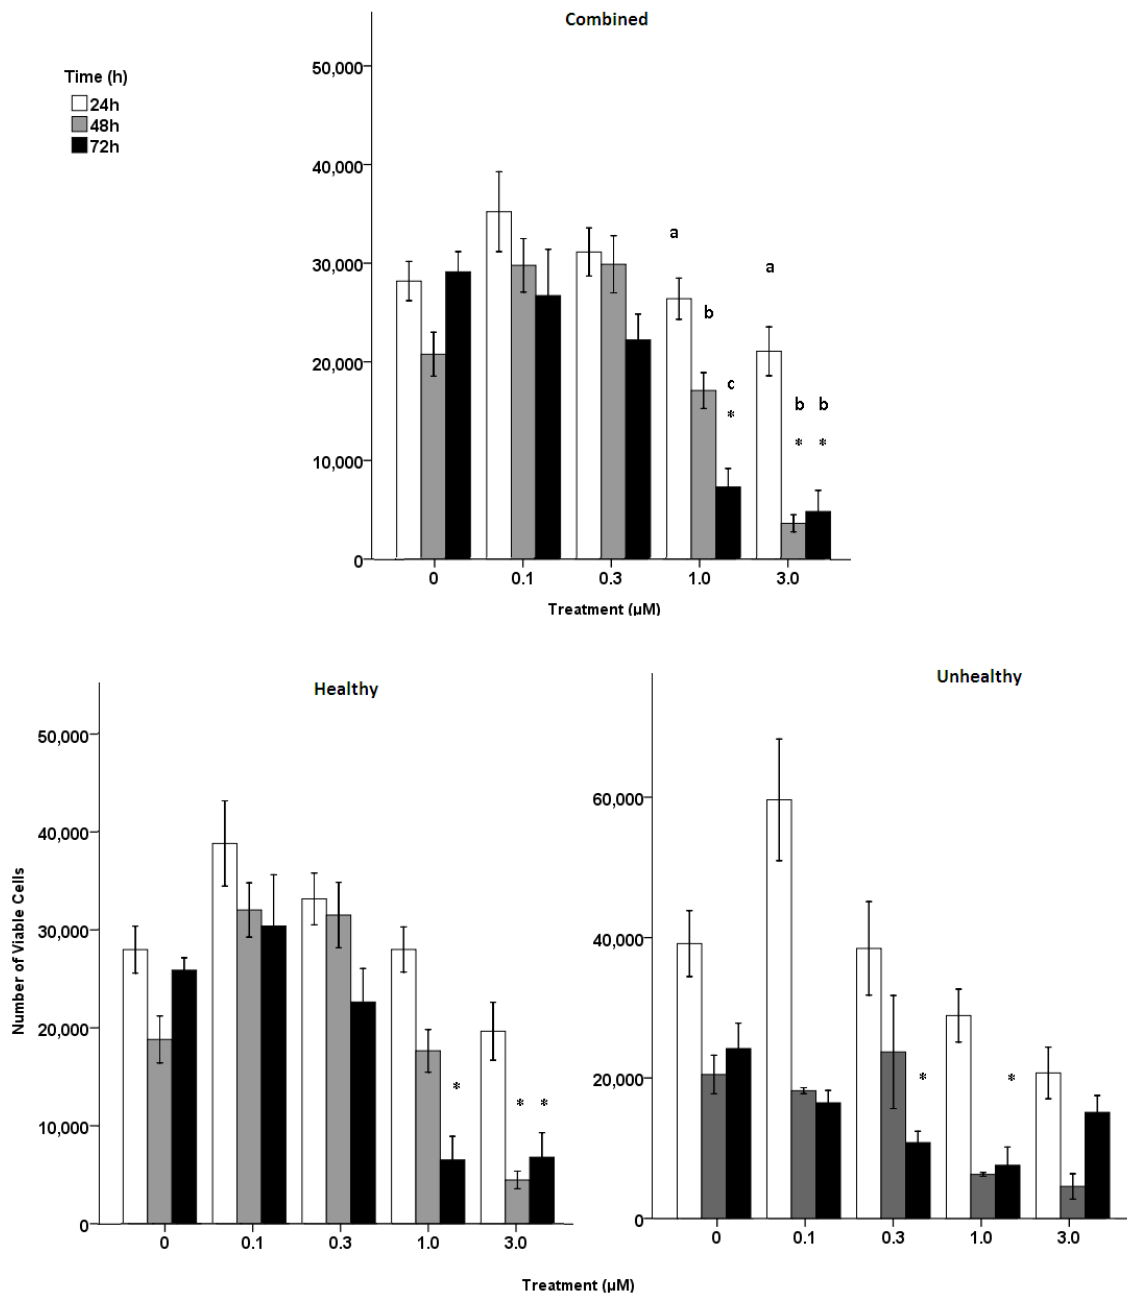 Combined
Time (h)
24h
48h
72h
50,000
40,000
30,000
20,000
10,000
0
a
b
c
*
a
b b
* *
0 0.1 0.3 1.0 3.0
Treatment (µM)
Healthy
Number of Viable Cells
50,000
40,000
30,000
20,000
10,000
0
*
* *
0 0.1 0.3 1.0 3.0
Unhealthy
60,000
40,000
20,000
0
* *
0 0.1 0.3 1.0 3.0
Treatment (µM)